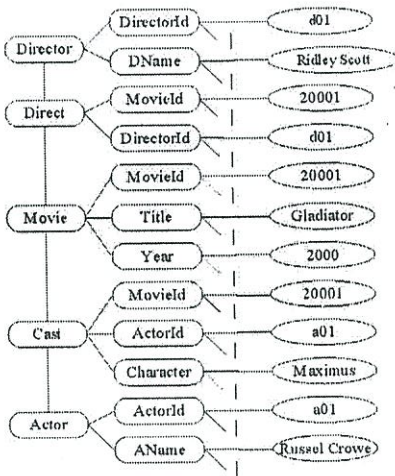 DirectorId d01
Director
DName Ridley Scott
Direct
MovieId 20001
DirectorId d01
MovieId 20001
Movie
Title Gladiator
Year 2000
MovieId 20001
Cast
ActorId a01
Character Maximus
ActorId a01
Actor
AName Russel Crowe